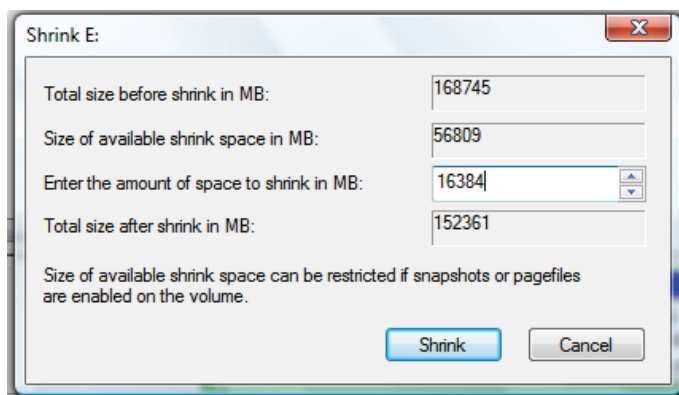 Shrink E:
Total size before shrink in MB: 168745
Size of available shrink space in MB: 56809
Enter the amount of space to shrink in MB: 16384
Total size after shrink in MB: 152361
Size of available shrink space can be restricted if snapshots or pagefiles
are enabled on the volume.
Shrink Cancel